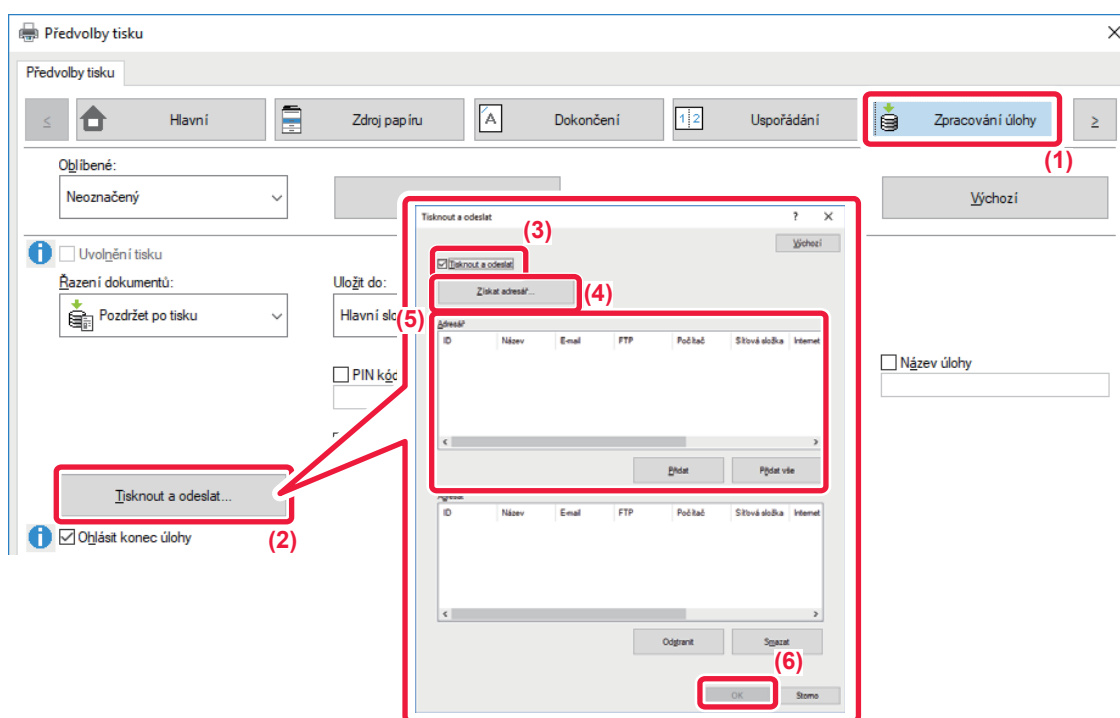 Předvolby tisku
Předvolby tisku
≤ Hlavní Zdroj papíru Dokončení Uspořádání Zpracování úlohy ≥
(1)
Oblíbené:
Neoznačený
Výchozí
Uvolnění tisku
Řazení dokumentů:
Pozdržet po tisku
Uložit do:
Hlavní slo
PIN kód
Název úlohy
Tisknout a odeslat...
(2)
Ohlásit konec úlohy
Tisknout a odeslat ? X
(3)
Výchozí
Tisknout a odeslat
Získat adresář...
(4)
(5)
Adresář
ID Název E-mail FTP Počítač Síťová složka Internet
Přidat Přidat vše
Adresát
ID Název E-mail FTP Počítač Síťová složka Internet
Odstranit Smazat
(6)
OK Storno